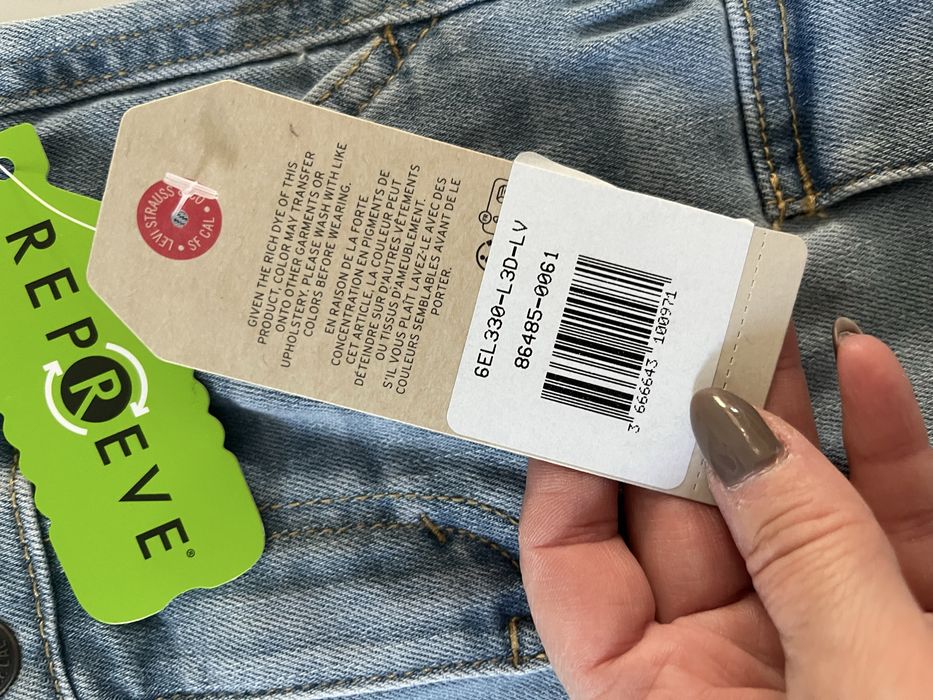 REPREVE®
LEVI STRAUSS & CO
SF CAL
GIVEN THE RICH DYE OF THIS
PRODUCT, COLOR MAY TRANSFER
ONTO OTHER GARMENTS OR
UPHOLSTERY. PLEASE WASH WITH LIKE
COLORS BEFORE WEARING.
EN RAISON DE LA FORTE
CONCENTRATION EN PIGMENTS DE
CET ARTICLE, LA COULEUR PEUT
DÉTEINDRE SUR D'AUTRES VÊTEMENTS
OU TISSUS D'AMEUBLEMENT.
S'IL VOUS PLAÎT LAVEZ-LE AVEC DES
COULEURS SEMBLABLES AVANT DE LE
PORTER.
6EL330-L3D-LV
86485-0061
3 666643 100971